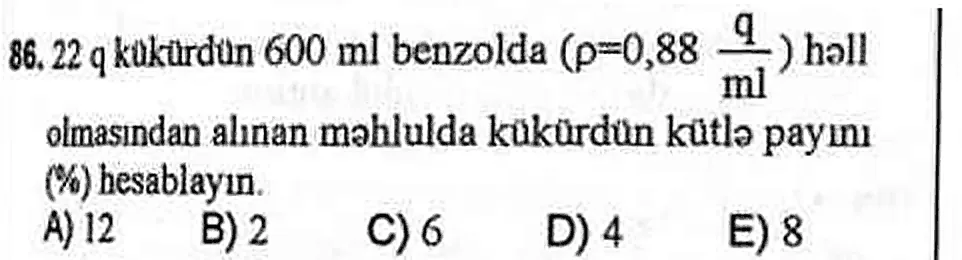 86. 22 q kükürdün 600 ml benzolda (ρ=0,88 q/ml) həll
olmasından alınan məhlulda kükürdün kütlə payını
(%) hesablayın.
A) 12 B) 2 C) 6 D) 4 E) 8